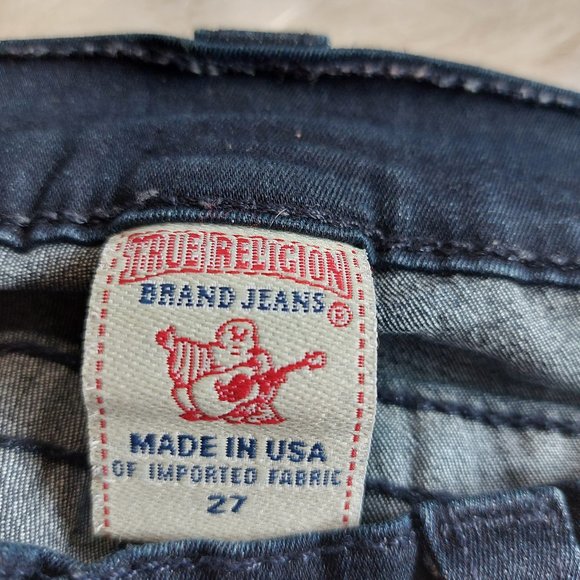 TRUE RELIGION
BRAND JEANS ®
MADE IN USA
OF IMPORTED FABRIC
27